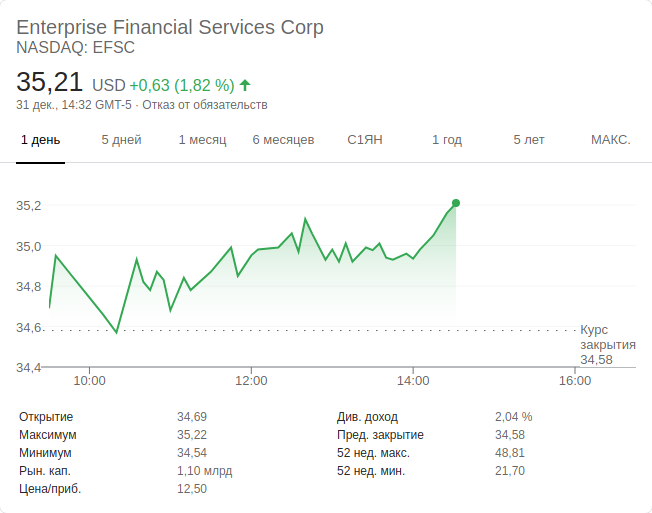 Enterprise Financial Services Corp
NASDAQ: EFSC
35,21 USD +0,63 (1,82 %)
31 дек., 14:32 GMT-5 · Отказ от обязательств
1 день 5 дней 1 месяц 6 месяцев С1ЯН 1 год 5 лет МАКС.
35,2
35,0
34,8
34,6
Курс
закрытия
34,58
34,4
10:00 12:00 14:00 16:00
Открытие 34,69 Див. доход 2,04 %
Максимум 35,22 Пред. закрытие 34,58
Минимум 34,54 52 нед. макс. 48,81
Рын. кап. 1,10 млрд 52 нед. мин. 21,70
Цена/приб. 12,50